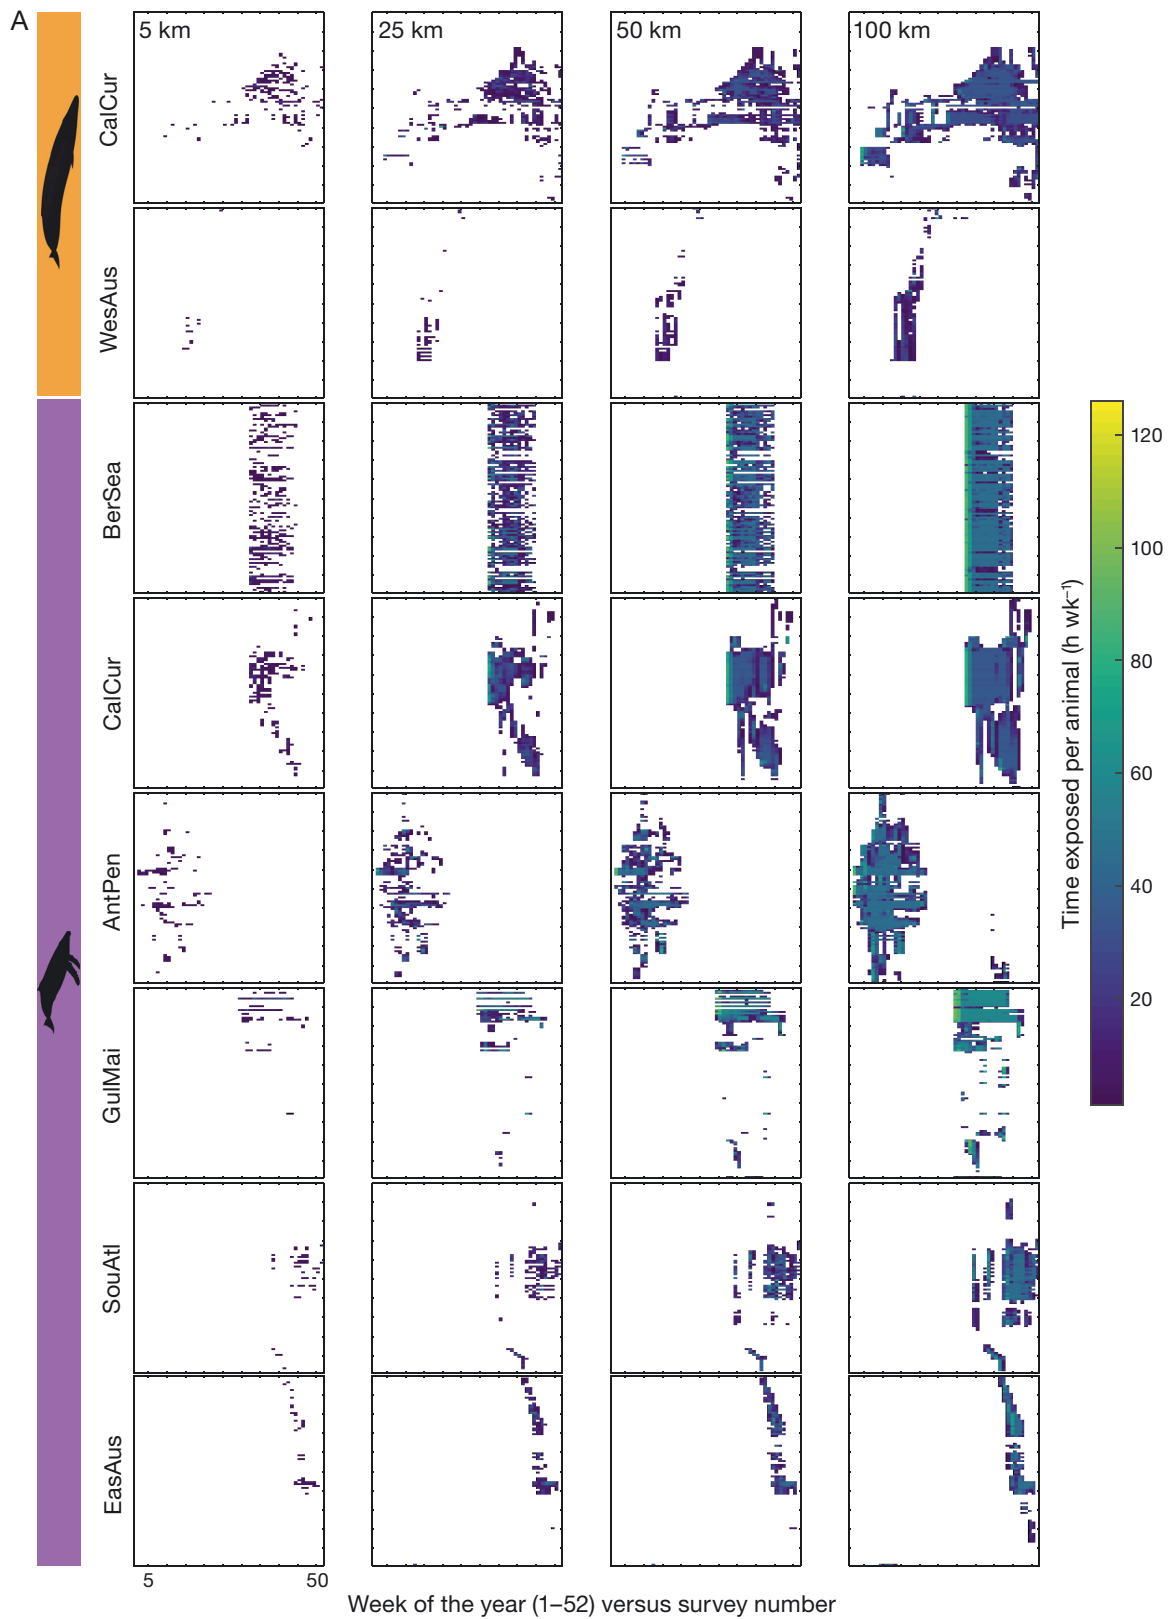 A
5 km
25 km
50 km
100 km
CalCur
WesAus
BerSea
CalCur
AntPen
GulMai
SouAtl
EasAus
5
50
Week of the year (1–52) versus survey number
Time exposed per animal (h wk⁻¹)
120
100
80
60
40
20